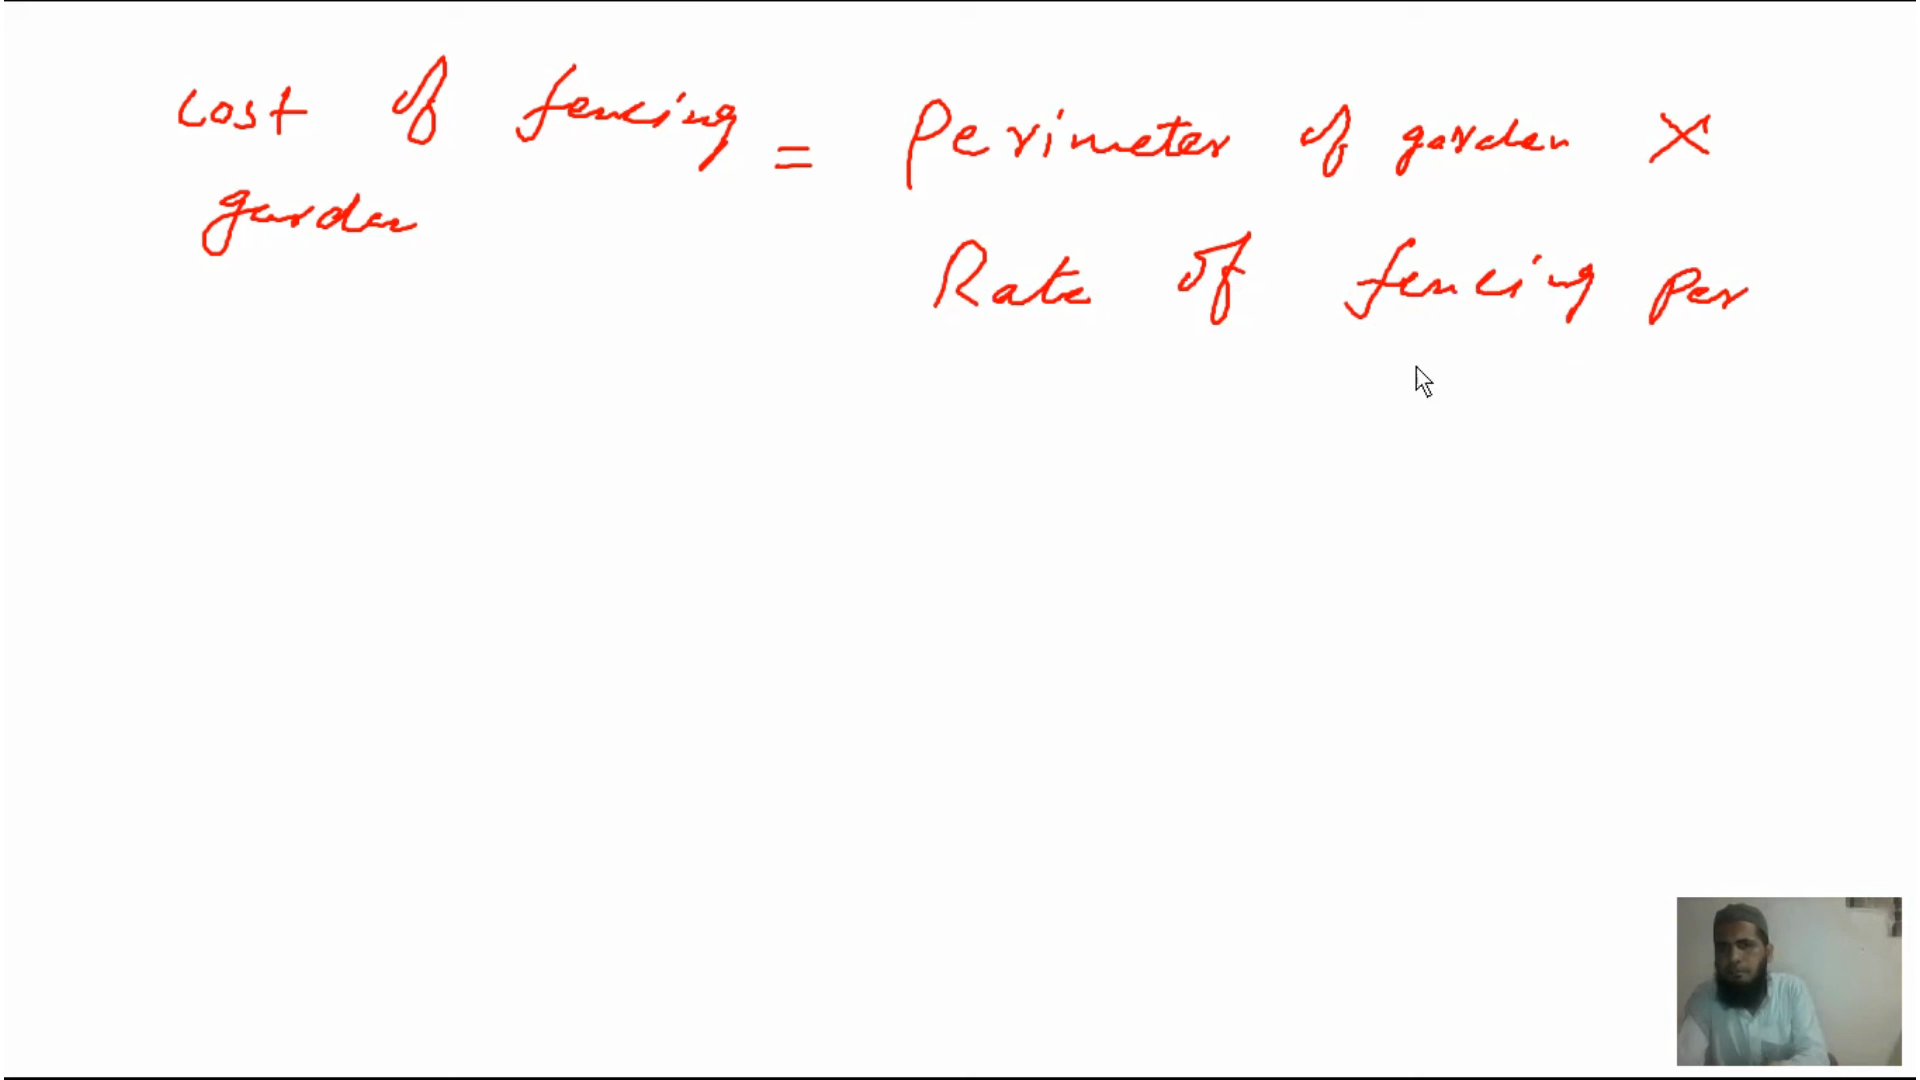 cost of fencing = Perimeter of garden ×
garden
Rate of fencing per